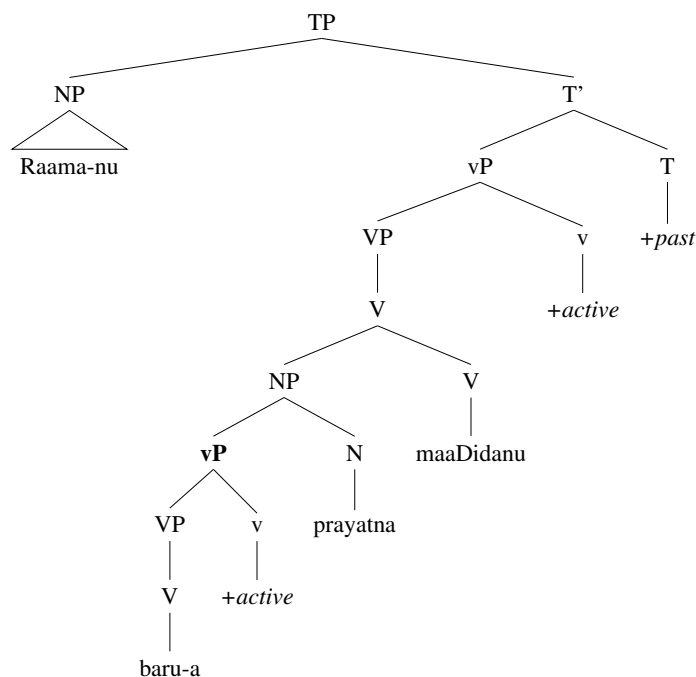 TP
NP T’
Raama-nu vP T
VP v +past
V +active
NP V
vP N maaDidanu
VP v prayatna
V +active
baru-a